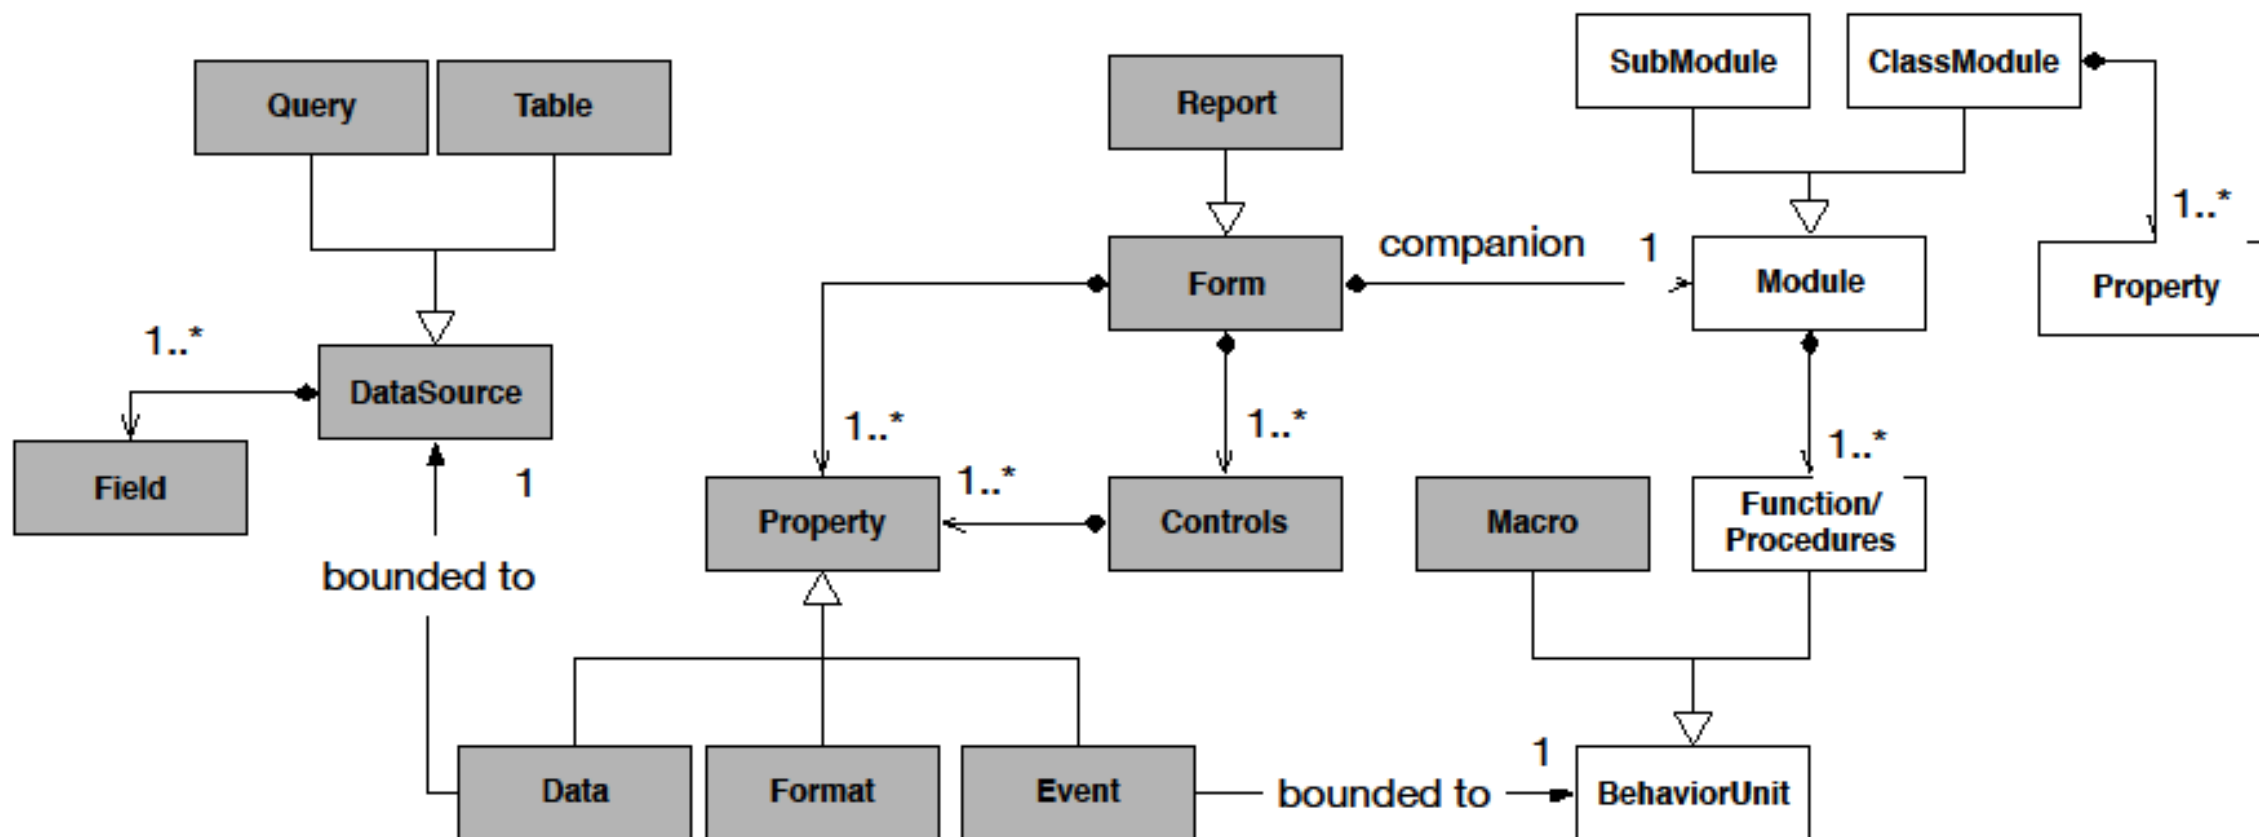 SubModule
ClassModule
Query
Table
Report
1..*
companion
1
Form
Module
Property
1..*
DataSource
1..*
1..*
1..*
1
1..*
Field
Property
Controls
Macro
Function/
Procedures
bounded to
1
Data
Format
Event
bounded to
BehaviorUnit